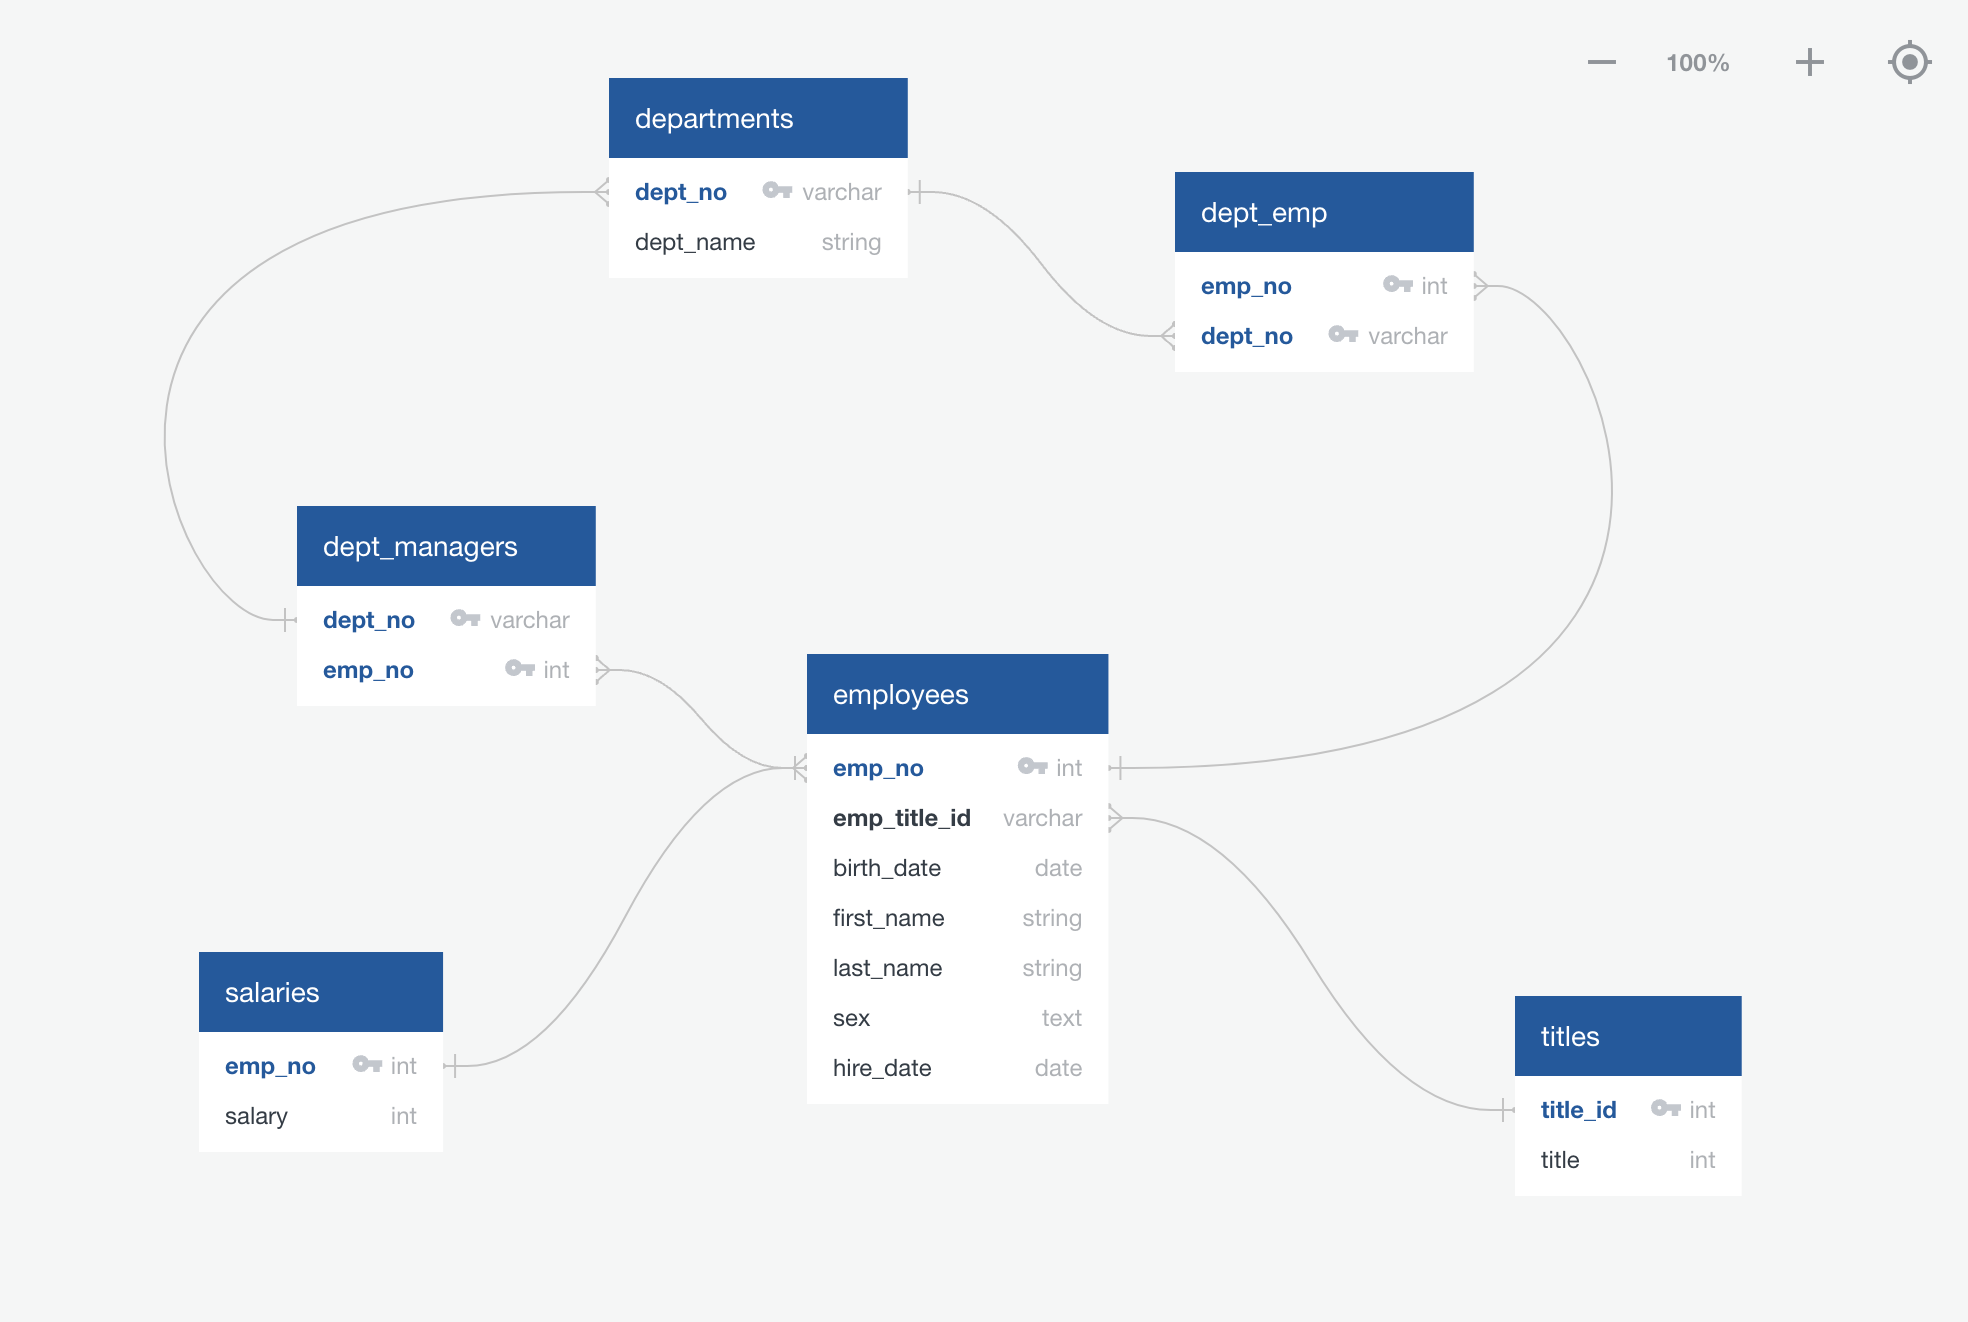 100%
departments
dept_no varchar
dept_name string
dept_emp
emp_no int
dept_no varchar
dept_managers
dept_no varchar
emp_no int
employees
emp_no int
emp_title_id varchar
birth_date date
first_name string
last_name string
sex text
hire_date date
salaries
emp_no int
salary int
titles
title_id int
title int